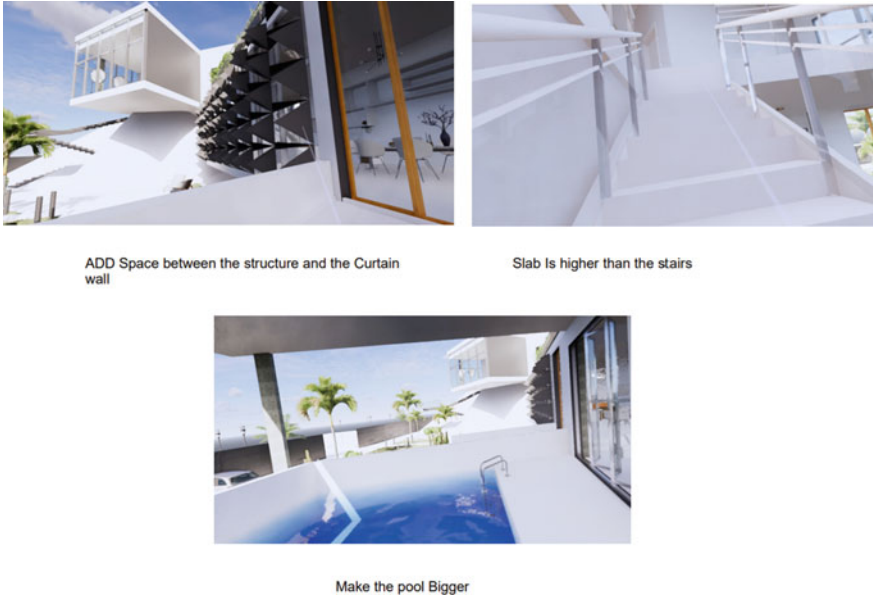 ADD Space between the structure and the Curtain
wall
Slab Is higher than the stairs
Make the pool Bigger